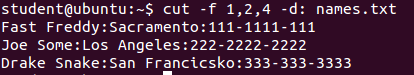 student@ubuntu:~$ cut -f 1,2,4 -d: names.txt
Fast Freddy:Sacramento:111-1111-111
Joe Some:Los Angeles:222-2222-2222
Drake Snake:San Francicsko:333-333-3333